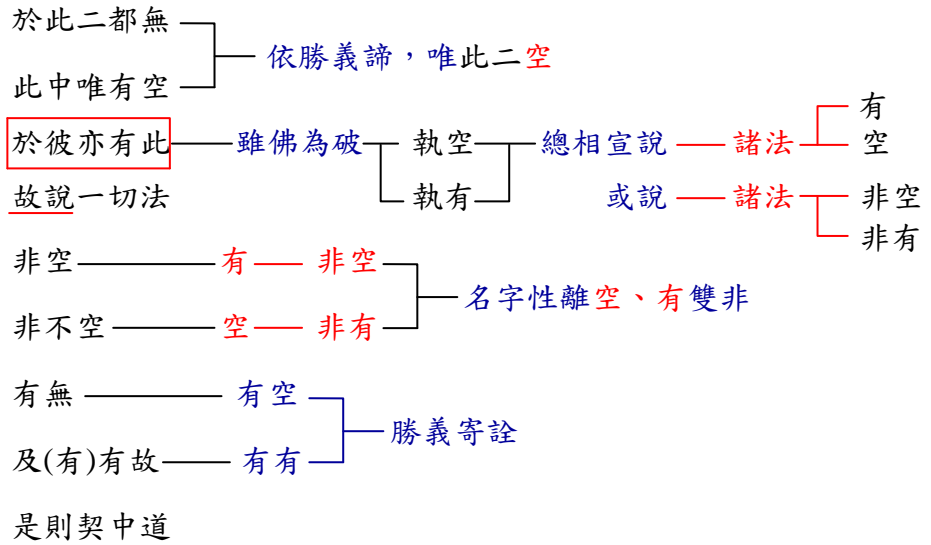 於此二都無
依勝義諦，唯此二空
此中唯有空
有
於彼亦有此 雖佛為破 執空 總相宣說 諸法 空
故說一切法 執有 或說 諸法 非空
非有
非空 有 非空
名字性離空、有雙非
非不空 空 非有
有無 有空
勝義寄詮
及(有)有故 有有
是則契中道